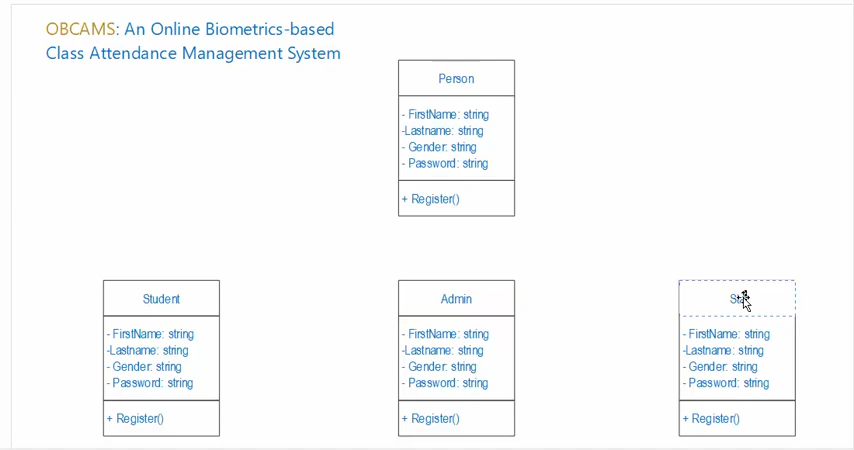 OBCAMS: An Online Biometrics-based
Class Attendance Management System
Person
- FirstName: string
-Lastname: string
- Gender: string
- Password: string
+ Register()
Student
- FirstName: string
-Lastname: string
- Gender: string
- Password: string
+ Register()
Admin
- FirstName: string
-Lastname: string
- Gender: string
- Password: string
+ Register()
- FirstName: string
-Lastname: string
- Gender: string
- Password: string
+ Register()